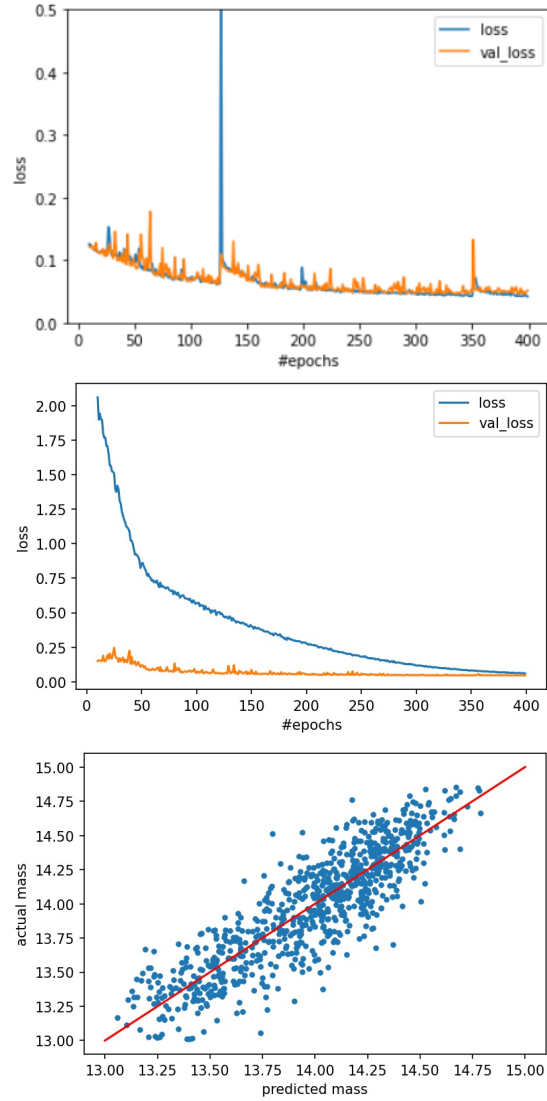 0.5
0.4
0.3
0.2
0.1
0.0
loss
loss
val_loss
0 50 100 150 200 250 300 350 400
#epochs
2.00
1.75
1.50
1.25
1.00
0.75
0.50
0.25
0.00
loss
loss
val_loss
0 50 100 150 200 250 300 350 400
#epochs
15.00
14.75
14.50
14.25
14.00
13.75
13.50
13.25
13.00
actual mass
13.00 13.25 13.50 13.75 14.00 14.25 14.50 14.75 15.00
predicted mass